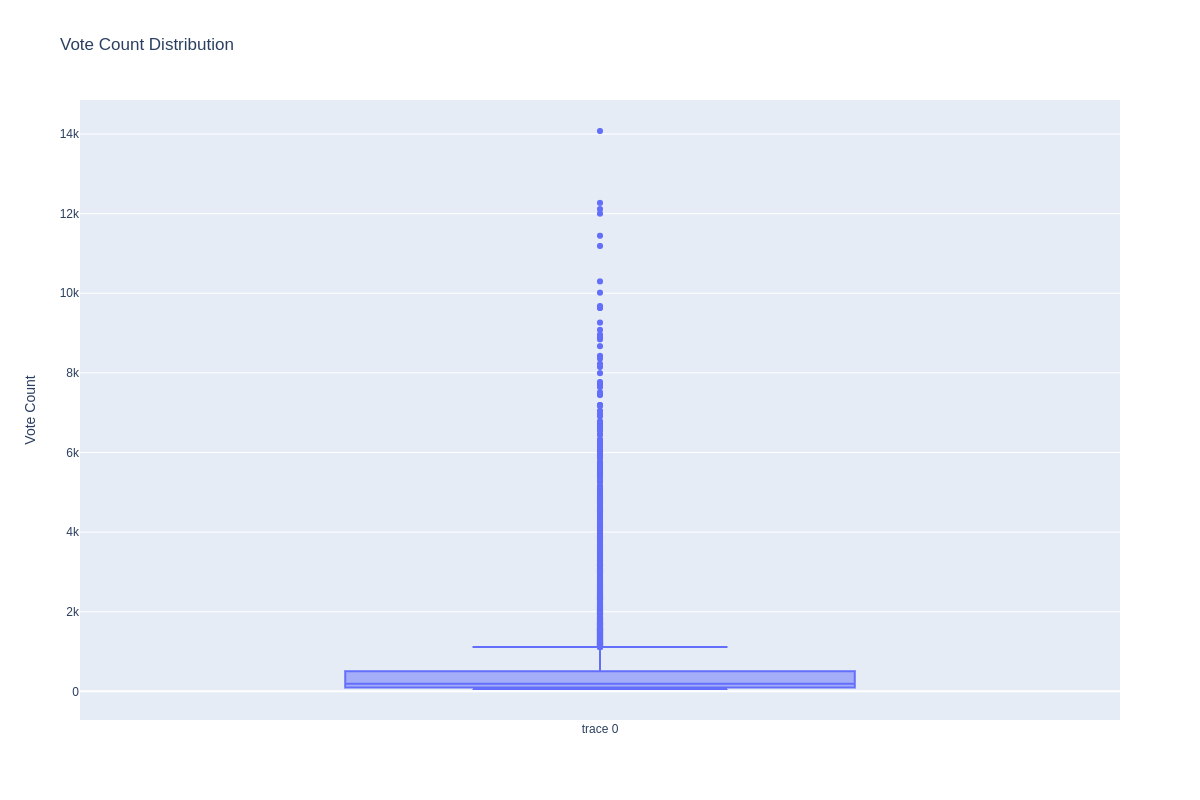 Vote Count Distribution
14k
12k
10k
8k
6k
4k
2k
0
Vote Count
trace 0